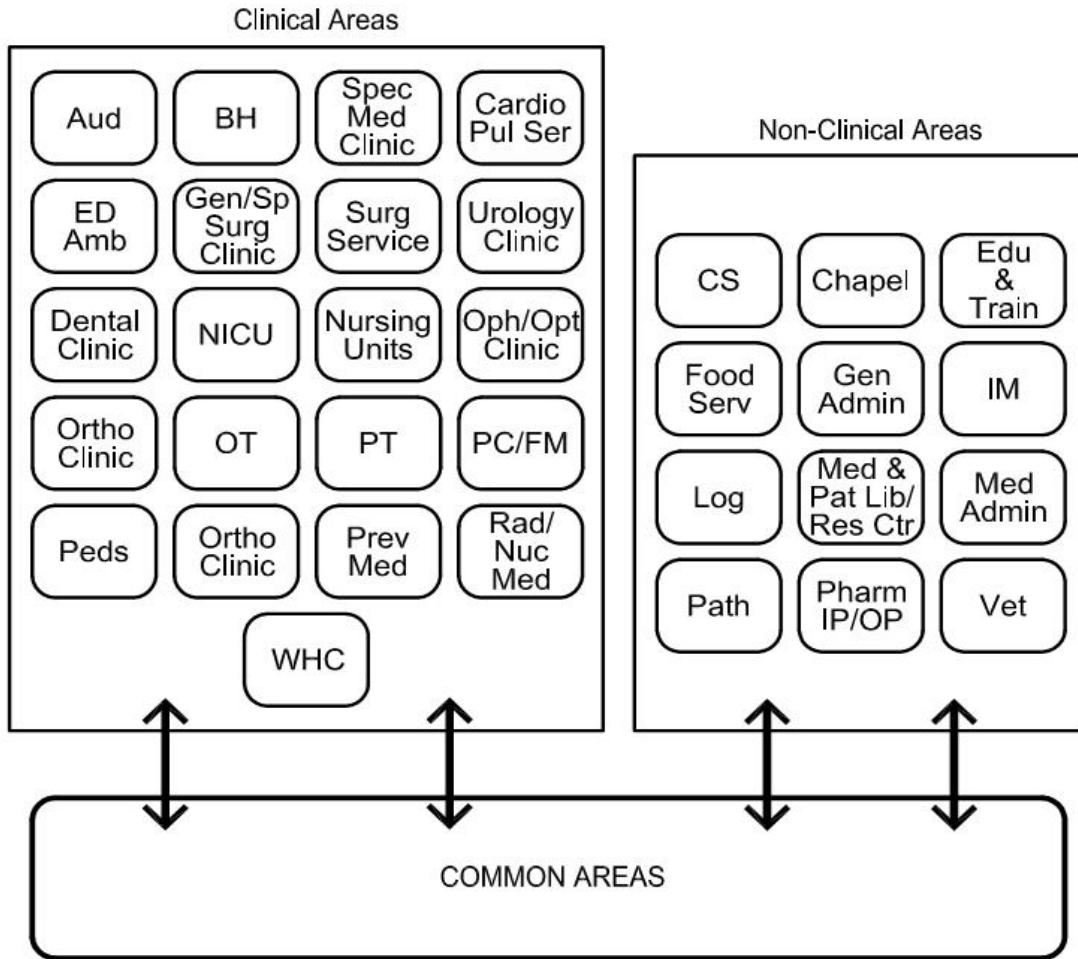 Clinical Areas
Aud
BH
Spec
Med
Clinic
Cardio
Pul Ser
ED
Amb
Gen/Sp
Surg
Clinic
Surg
Service
Urology
Clinic
Dental
Clinic
NICU
Nursing
Units
Oph/Opt
Clinic
Ortho
Clinic
OT
PT
PC/FM
Peds
Ortho
Clinic
Prev
Med
Rad/
Nuc
Med
WHC
Non-Clinical Areas
CS
Chapel
Edu
&
Train
Food
Serv
Gen
Admin
IM
Log
Med &
Pat Lib/
Res Ctr
Med
Admin
Path
Pharm
IP/OP
Vet
COMMON AREAS